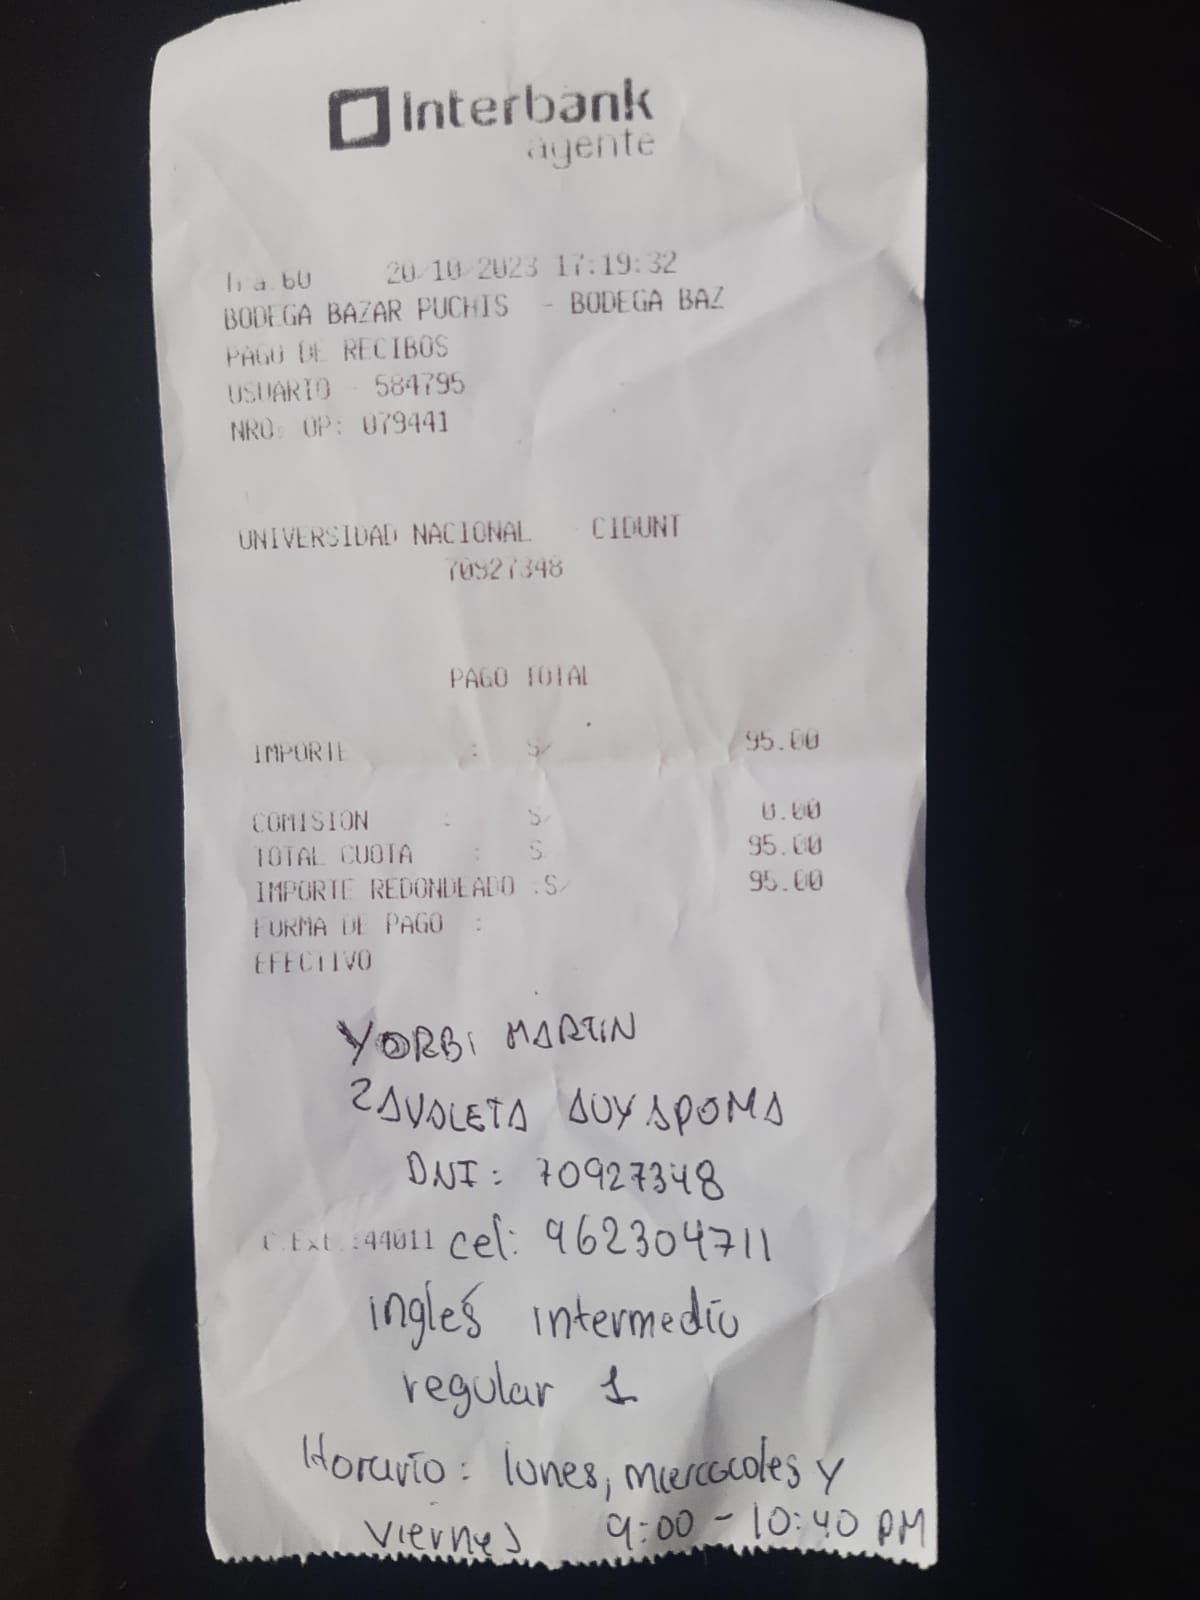 Interbank
agente
20/10/2023 17:19:32
BODEGA BAZAR PUCHIS - BODEGA BAZ
PAGO DE RECIBOS
USUARIO - 584795
NRO. OP: 079441
UNIVERSIDAD NACIONAL CIDUNT
70927348
PAGO TOTAL
IMPORTE : S/ 95.00
COMISION : S/ 0.00
TOTAL CUOTA : S/ 95.00
IMPORTE REDONDEADO :S/ 95.00
FORMA DE PAGO :
EFECTIVO
YORBI MARTIN
ZAVALETA AUYAPOMA
DNI: 70927348
C.Ext.:44011 cel: 962304711
inglés intermedio
regular 1
Horario: lunes, miercocoles y
viernes 9:00 - 10:40 PM